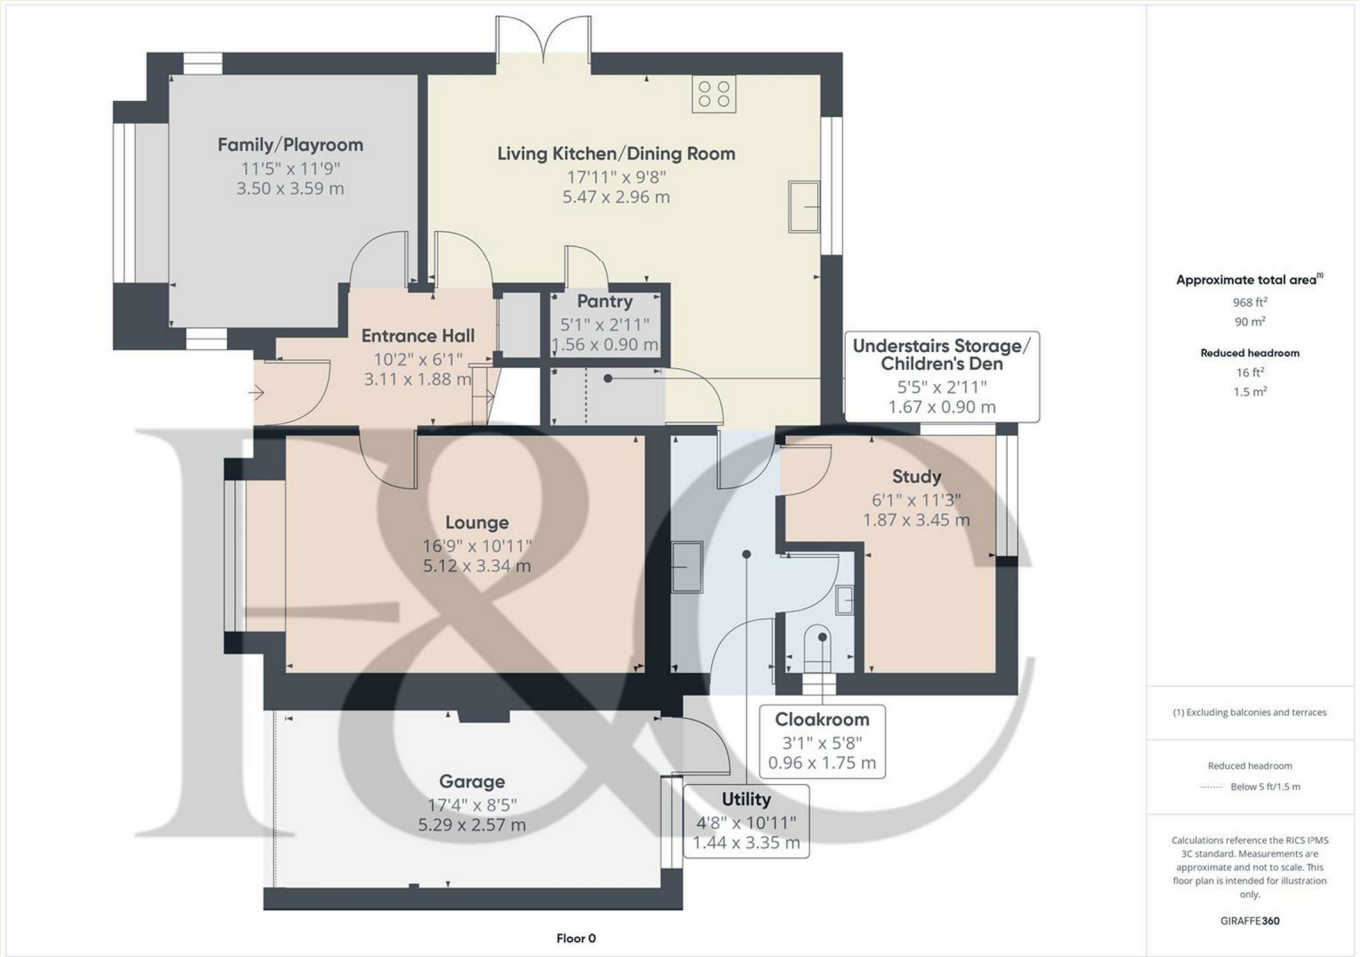 Family/Playroom
11'5" x 11'9"
3.50 x 3.59 m
Living Kitchen/Dining Room
17'11" x 9'8"
5.47 x 2.96 m
Pantry
5'1" x 2'11"
1.56 x 0.90 m
Entrance Hall
10'2" x 6'1"
3.11 x 1.88 m
Understairs Storage/
Children's Den
5'5" x 2'11"
1.67 x 0.90 m
Study
6'1" x 11'3"
1.87 x 3.45 m
Lounge
16'9" x 10'11"
5.12 x 3.34 m
F&C
Cloakroom
3'1" x 5'8"
0.96 x 1.75 m
Garage
17'4" x 8'5"
5.29 x 2.57 m
Utility
4'8" x 10'11"
1.44 x 3.35 m
Floor 0
Approximate total area(1)
968 ft²
90 m²
Reduced headroom
16 ft²
1.5 m²
(1) Excluding balconies and terraces
Reduced headroom
Below 5 ft/1.5 m
Calculations reference the RICS IPMS
3C standard. Measurements are
approximate and not to scale. This
floor plan is intended for illustration
only.
GIRAFFE360